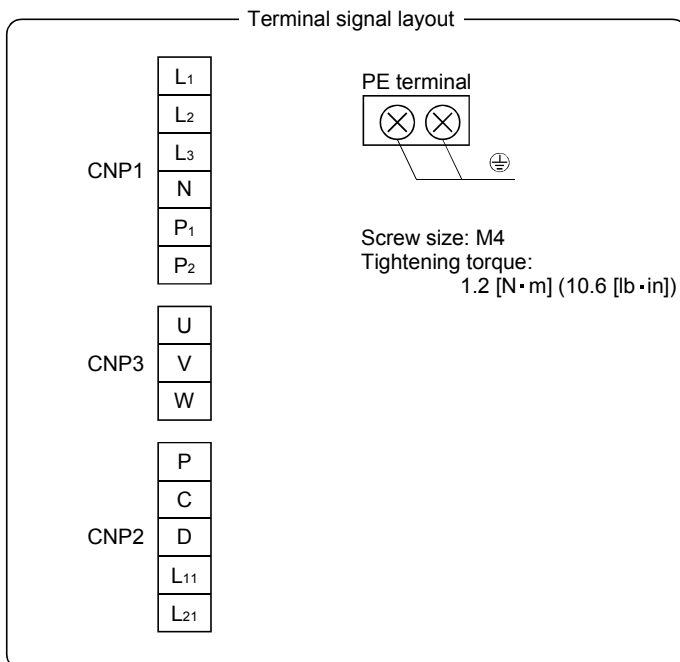 Terminal signal layout
CNP1
L1
L2
L3
N
P1
P2
PE terminal
Screw size: M4
Tightening torque:
1.2 [N▪m] (10.6 [lb▪in])
CNP3
U
V
W
CNP2
P
C
D
L11
L21